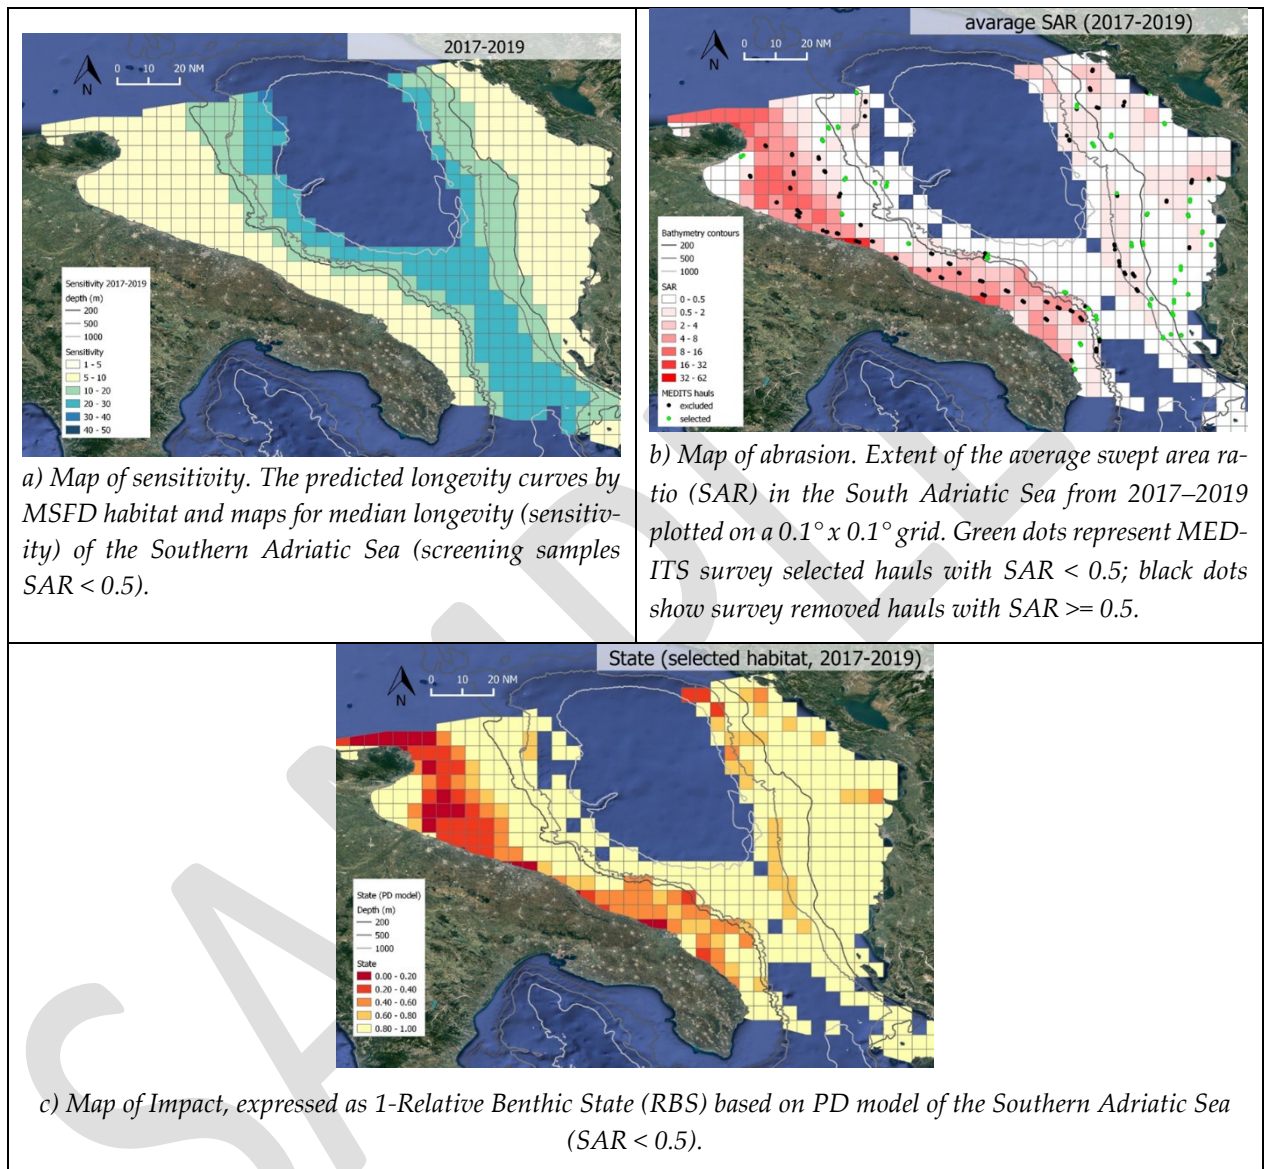 2017-2019
0 10 20 NM
N
Sensitivity 2017-2019
depth (m)
200
500
1000
Sensitivity
1 - 5
5 - 10
10 - 20
20 - 30
30 - 40
40 - 50
a) Map of sensitivity. The predicted longevity curves by
MSFD habitat and maps for median longevity (sensitiv-
ity) of the Southern Adriatic Sea (screening samples
SAR < 0.5).
avarage SAR (2017-2019)
0 10 20 NM
N
Bathymetry contours
200
500
1000
SAR
0 - 0.5
0.5 - 2
2 - 4
4 - 8
8 - 16
16 - 32
32 - 62
MEDITS hauls
excluded
selected
b) Map of abrasion. Extent of the average swept area ra-
tio (SAR) in the South Adriatic Sea from 2017–2019
plotted on a 0.1° x 0.1° grid. Green dots represent MED-
ITS survey selected hauls with SAR < 0.5; black dots
show survey removed hauls with SAR >= 0.5.
State (selected habitat, 2017-2019)
0 10 20 NM
N
State (PD model)
Depth (m)
200
500
1000
State
0.00 - 0.20
0.20 - 0.40
0.40 - 0.60
0.60 - 0.80
0.80 - 1.00
c) Map of Impact, expressed as 1-Relative Benthic State (RBS) based on PD model of the Southern Adriatic Sea
(SAR < 0.5).